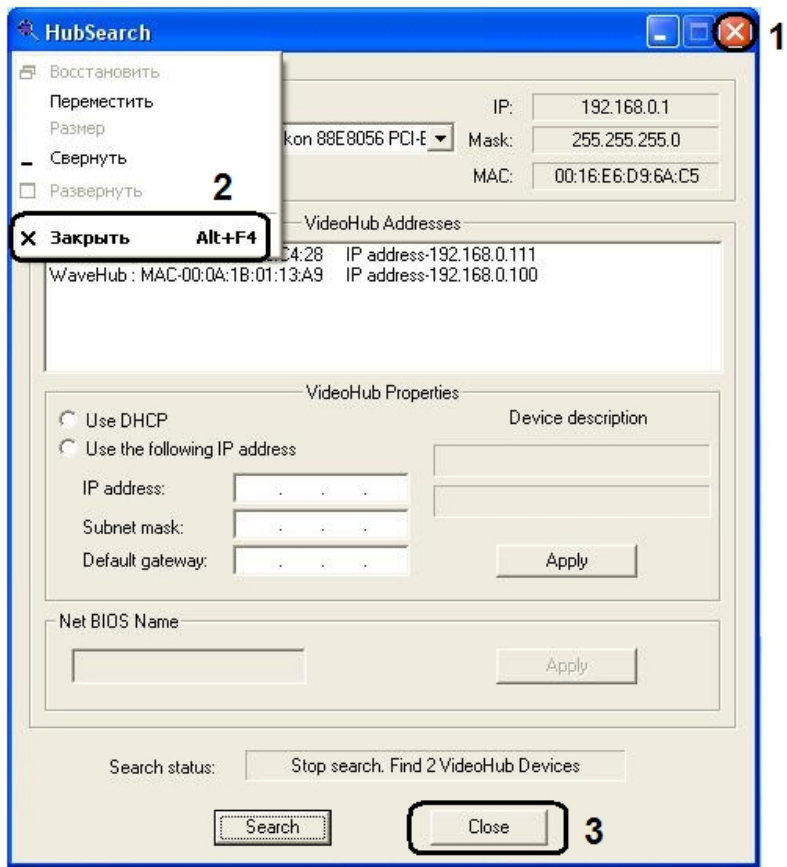 HubSearch
1
Восстановить
Переместить
Размер
Свернуть
Развернуть
2
Закрыть Alt+F4
IP: 192.168.0.1
kon 88E8056 PCI-E Mask: 255.255.255.0
MAC: 00:16:E6:D9:6A:C5
VideoHub Addresses
C4:28 IP address-192.168.0.111
WaveHub : MAC-00:0A:1B:01:13:A9 IP address-192.168.0.100
VideoHub Properties
Use DHCP
Device description
Use the following IP address
IP address: . . .
Subnet mask: . . .
Default gateway: . . .
Apply
Net BIOS Name
Apply
Search status: Stop search. Find 2 VideoHub Devices
Search
Close
3